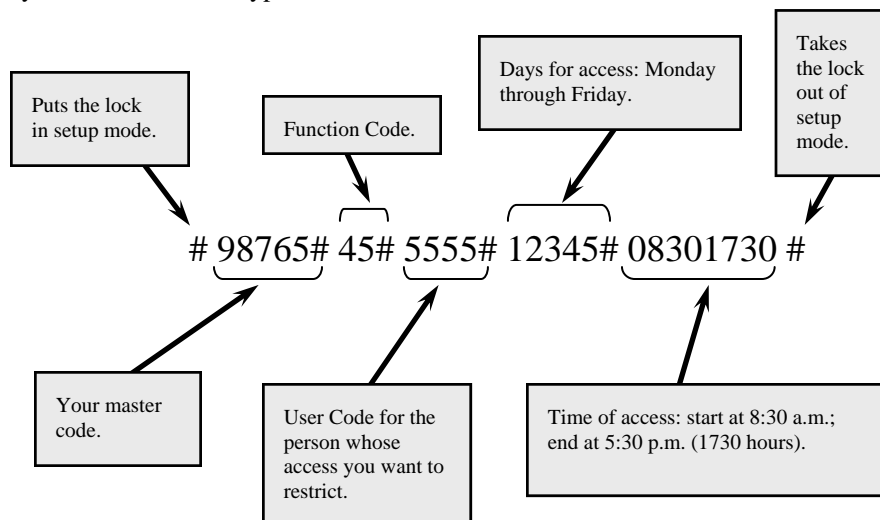 Takes
the lock
out of
setup
mode.
Days for access: Monday
through Friday.
Puts the lock
in setup mode.
Function Code.
# 98765# 45# 5555# 12345# 08301730 #
Your master
code.
User Code for the
person whose
access you want to
restrict.
Time of access: start at 8:30 a.m.;
end at 5:30 p.m. (1730 hours).